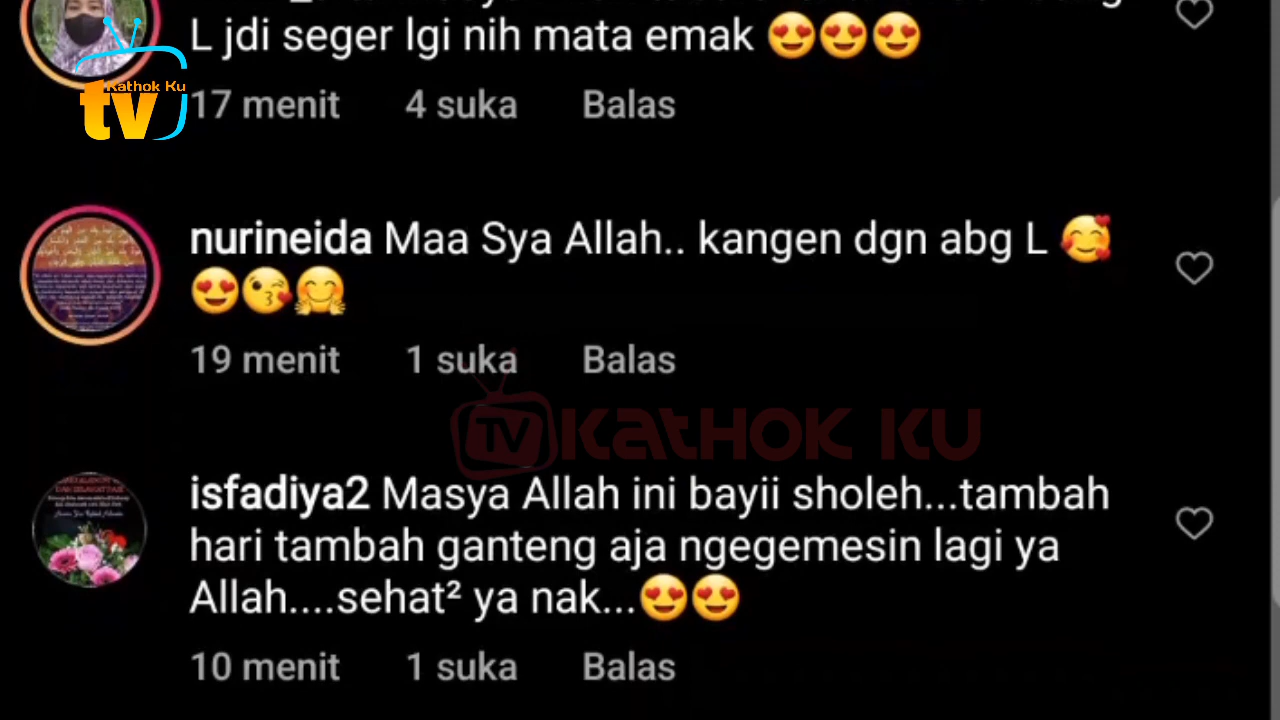 L jdi seger lgi nih mata emak 😍😍😍
Kathok Ku
tv
17 menit 4 suka Balas
nurineida Maa Sya Allah.. kangen dgn abg L 🥰
😍😘🤗
19 menit 1 suka Balas
TV KATHOK KU
isfadiya2 Masya Allah ini bayii sholeh...tambah
hari tambah ganteng aja ngegemesin lagi ya
Allah....sehat² ya nak...😍😍
10 menit 1 suka Balas